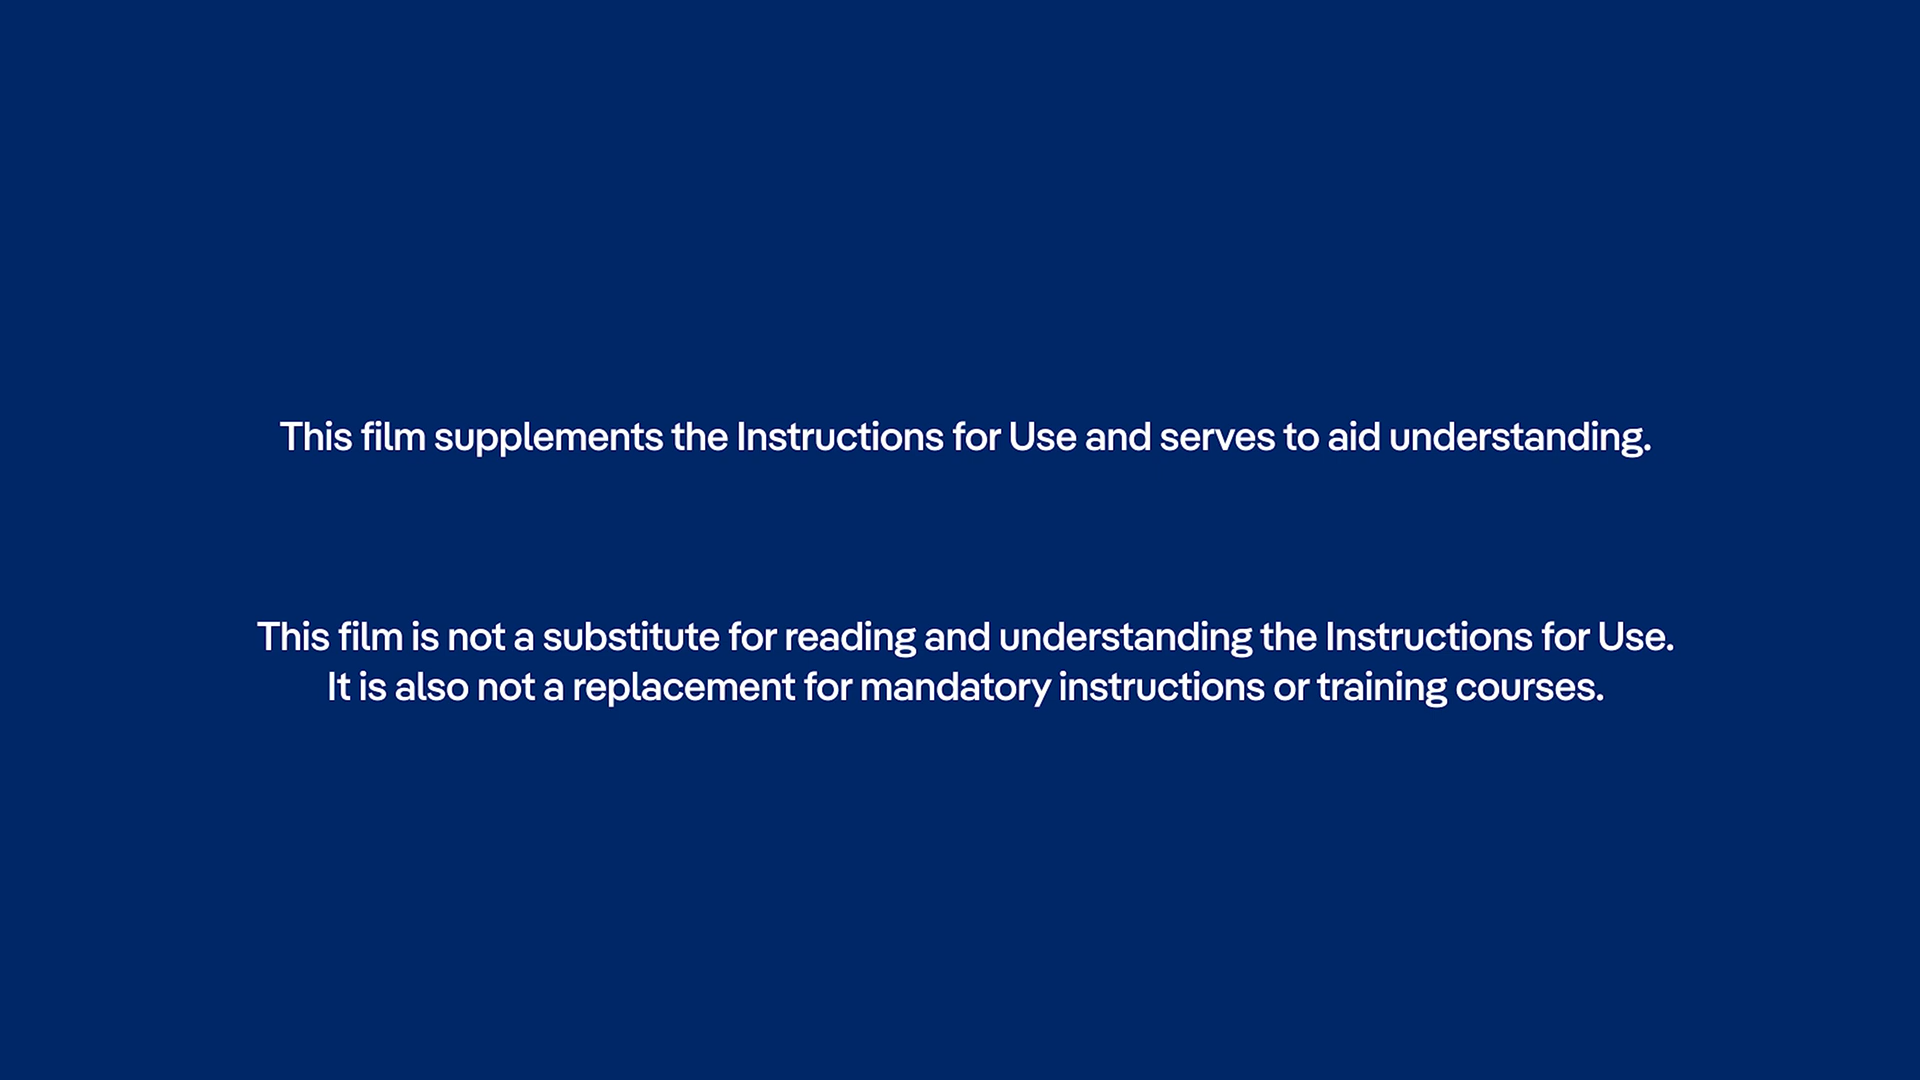 This film supplements the Instructions for Use and serves to aid understanding.
This film is not a substitute for reading and understanding the Instructions for Use.
It is also not a replacement for mandatory instructions or training courses.